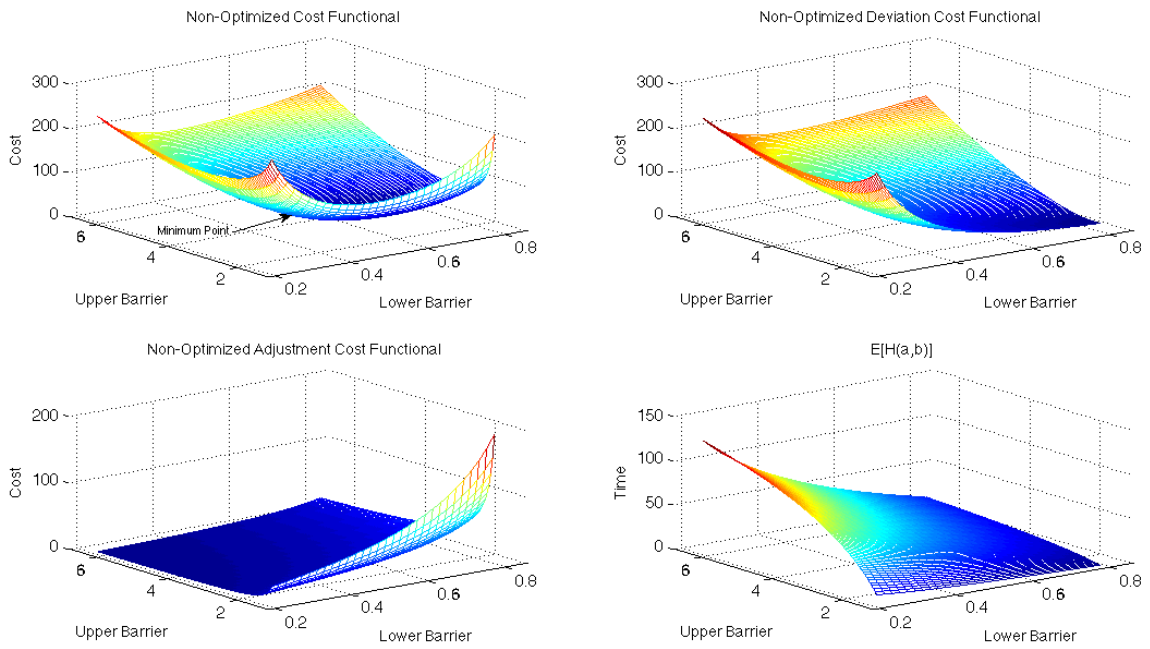 Non-Optimized Cost Functional
300
200
100
0
Cost
Minimum Point
6
4
2
Upper Barrier
0.2
0.4
0.6
0.8
Lower Barrier
Non-Optimized Deviation Cost Functional
300
200
100
0
Cost
6
4
2
Upper Barrier
0.2
0.4
0.6
0.8
Lower Barrier
Non-Optimized Adjustment Cost Functional
200
100
0
Cost
6
4
2
Upper Barrier
0.2
0.4
0.6
0.8
Lower Barrier
E[H(a,b)]
150
100
50
0
Time
6
4
2
Upper Barrier
0.2
0.4
0.6
0.8
Lower Barrier